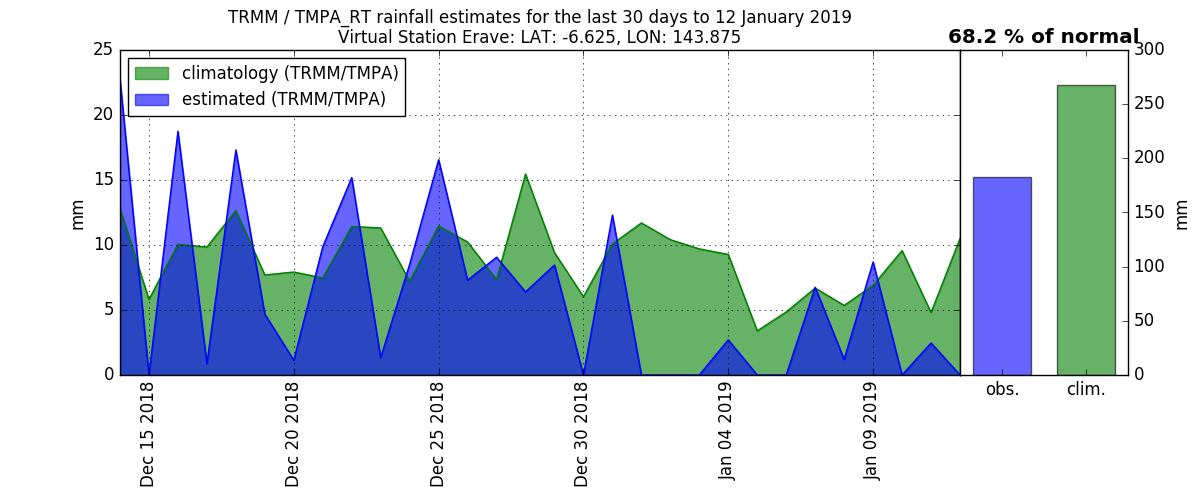 TRMM / TMPA_RT rainfall estimates for the last 30 days to 12 January 2019
Virtual Station Erave: LAT: -6.625, LON: 143.875
68.2 % of normal
climatology (TRMM/TMPA)
estimated (TRMM/TMPA)
25
20
15
10
5
0
mm
300
250
200
150
100
50
0
mm
Dec 15 2018
Dec 20 2018
Dec 25 2018
Dec 30 2018
Jan 04 2019
Jan 09 2019
obs.
clim.